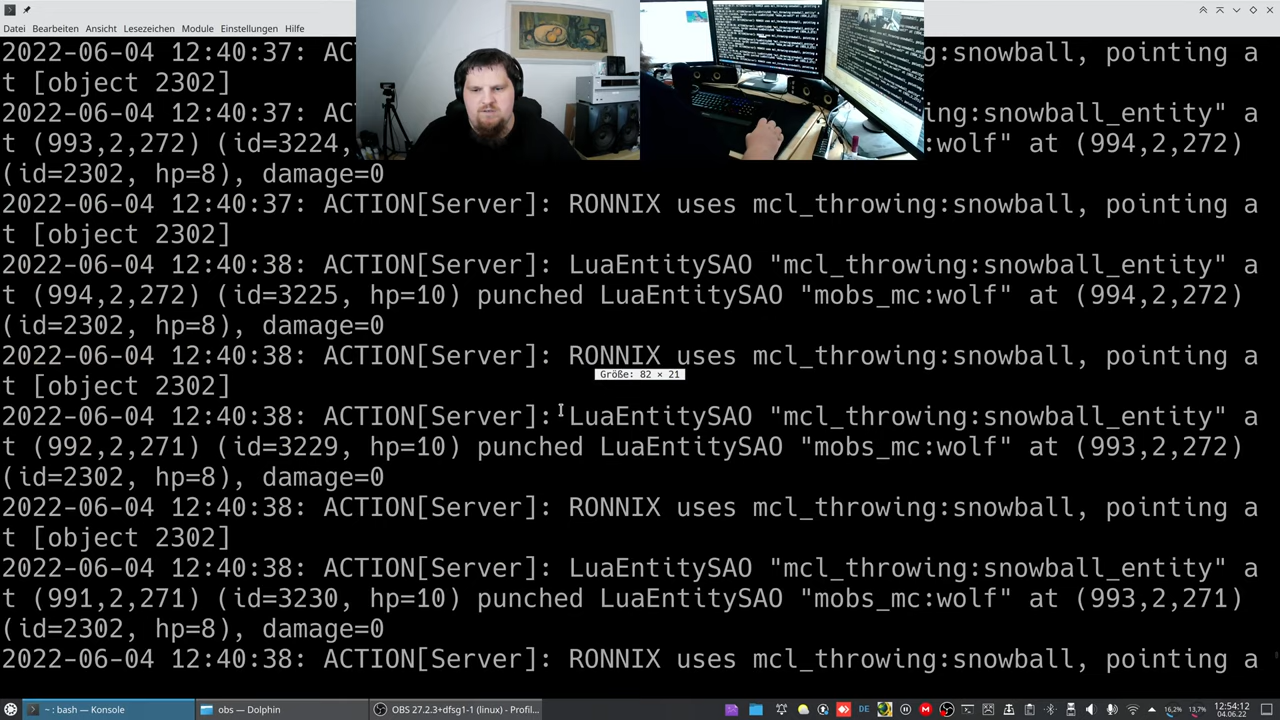 Datei Bearbeiten Lesezeichen Module Einstellungen Hilfe
2022-06-04 12:40:37: AC g:snowball, pointing a
t [object 2302]
2022-06-04 12:40:37: AC ing:snowball_entity" a
t (993,2,272) (id=3224, :wolf" at (994,2,272)
(id=2302, hp=8), damage=0
2022-06-04 12:40:37: ACTION[Server]: RONNIX uses mcl_throwing:snowball, pointing a
t [object 2302]
2022-06-04 12:40:38: ACTION[Server]: LuaEntitySAO "mcl_throwing:snowball_entity" a
t (994,2,272) (id=3225, hp=10) punched LuaEntitySAO "mobs_mc:wolf" at (994,2,272)
(id=2302, hp=8), damage=0
2022-06-04 12:40:38: ACTION[Server]: RONNIX uses mcl_throwing:snowball, pointing a
Größe: 82 × 21
t [object 2302]
2022-06-04 12:40:38: ACTION[Server]: LuaEntitySAO "mcl_throwing:snowball_entity" a
t (992,2,271) (id=3229, hp=10) punched LuaEntitySAO "mobs_mc:wolf" at (993,2,272)
(id=2302, hp=8), damage=0
2022-06-04 12:40:38: ACTION[Server]: RONNIX uses mcl_throwing:snowball, pointing a
t [object 2302]
2022-06-04 12:40:38: ACTION[Server]: LuaEntitySAO "mcl_throwing:snowball_entity" a
t (991,2,271) (id=3230, hp=10) punched LuaEntitySAO "mobs_mc:wolf" at (993,2,271)
(id=2302, hp=8), damage=0
2022-06-04 12:40:38: ACTION[Server]: RONNIX uses mcl_throwing:snowball, pointing a
~ : bash — Konsole
obs — Dolphin
OBS 27.2.3+dfsg1-1 (linux) - Profil...
DE
16,2% 13,7%
12:54:12
04.06.22